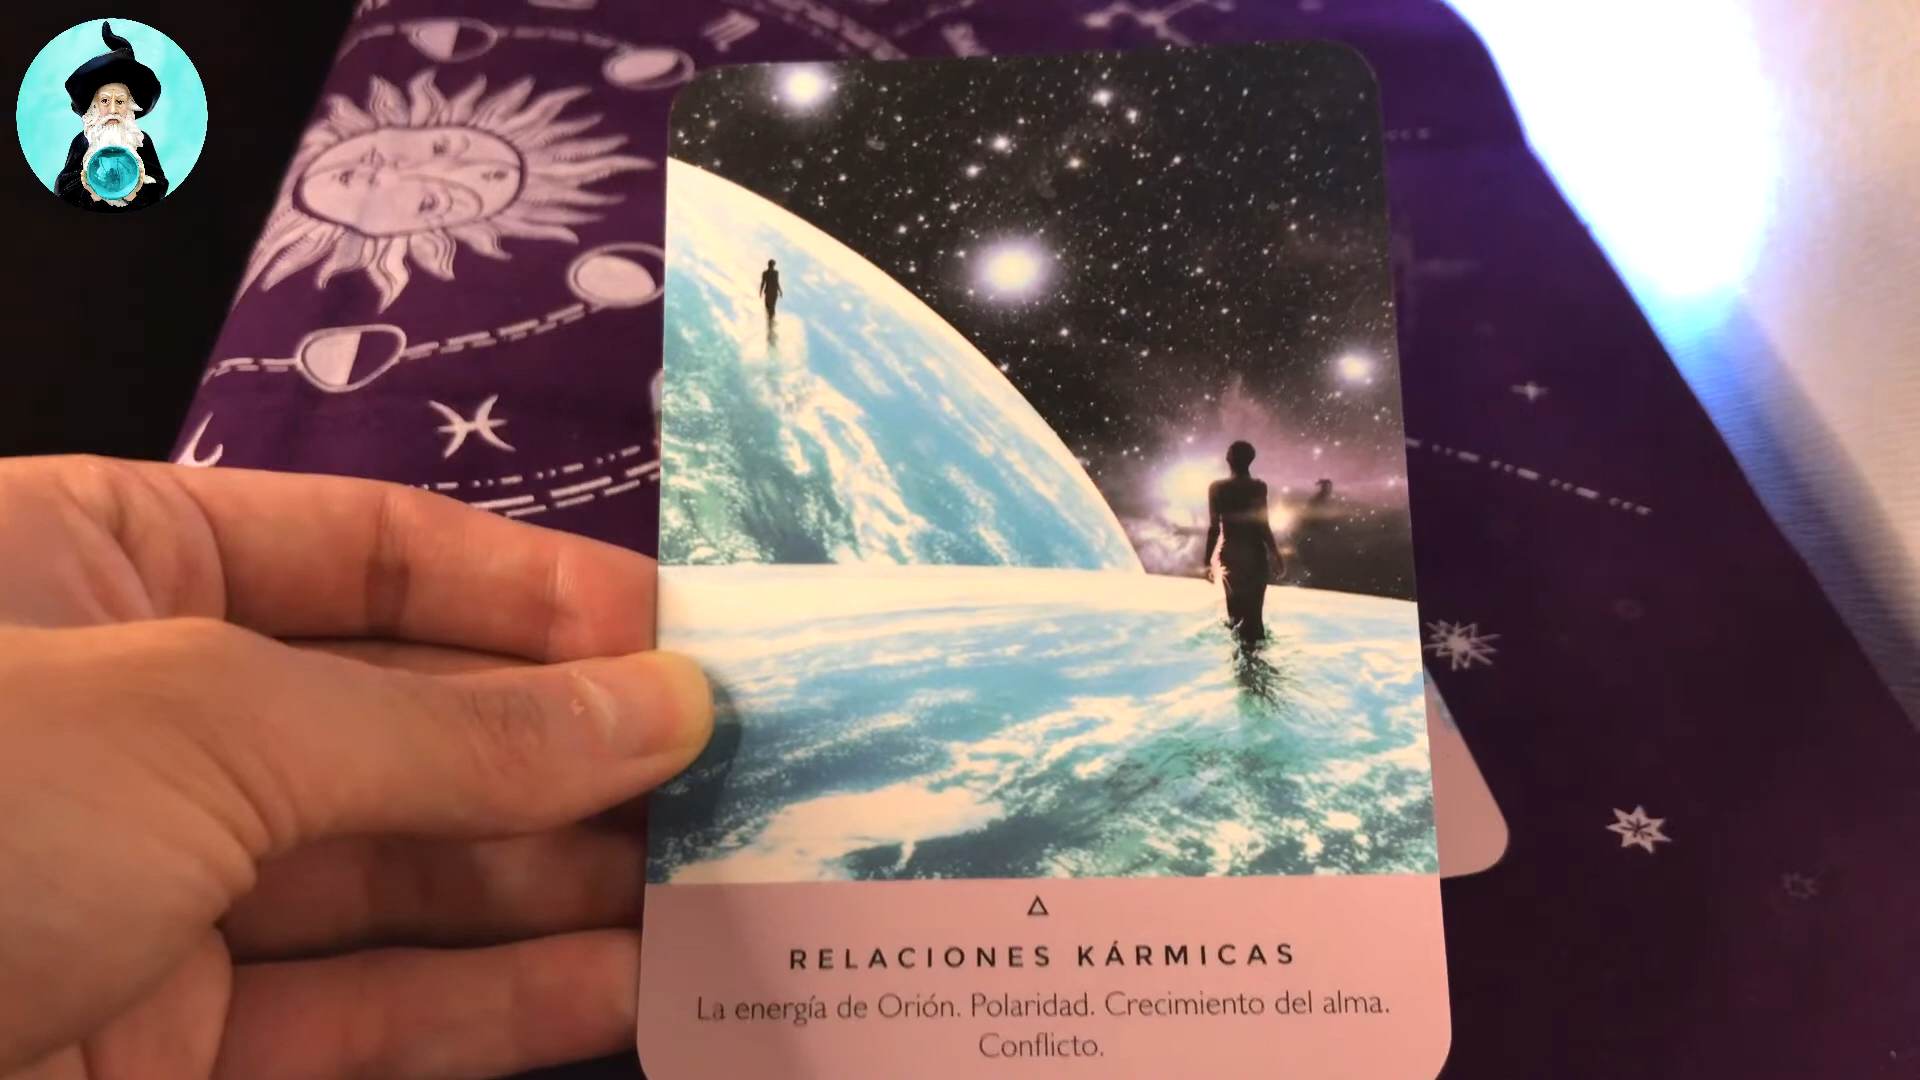 RELACIONES KÁRMICAS
La energía de Orión. Polaridad. Crecimiento del alma.
Conflicto.